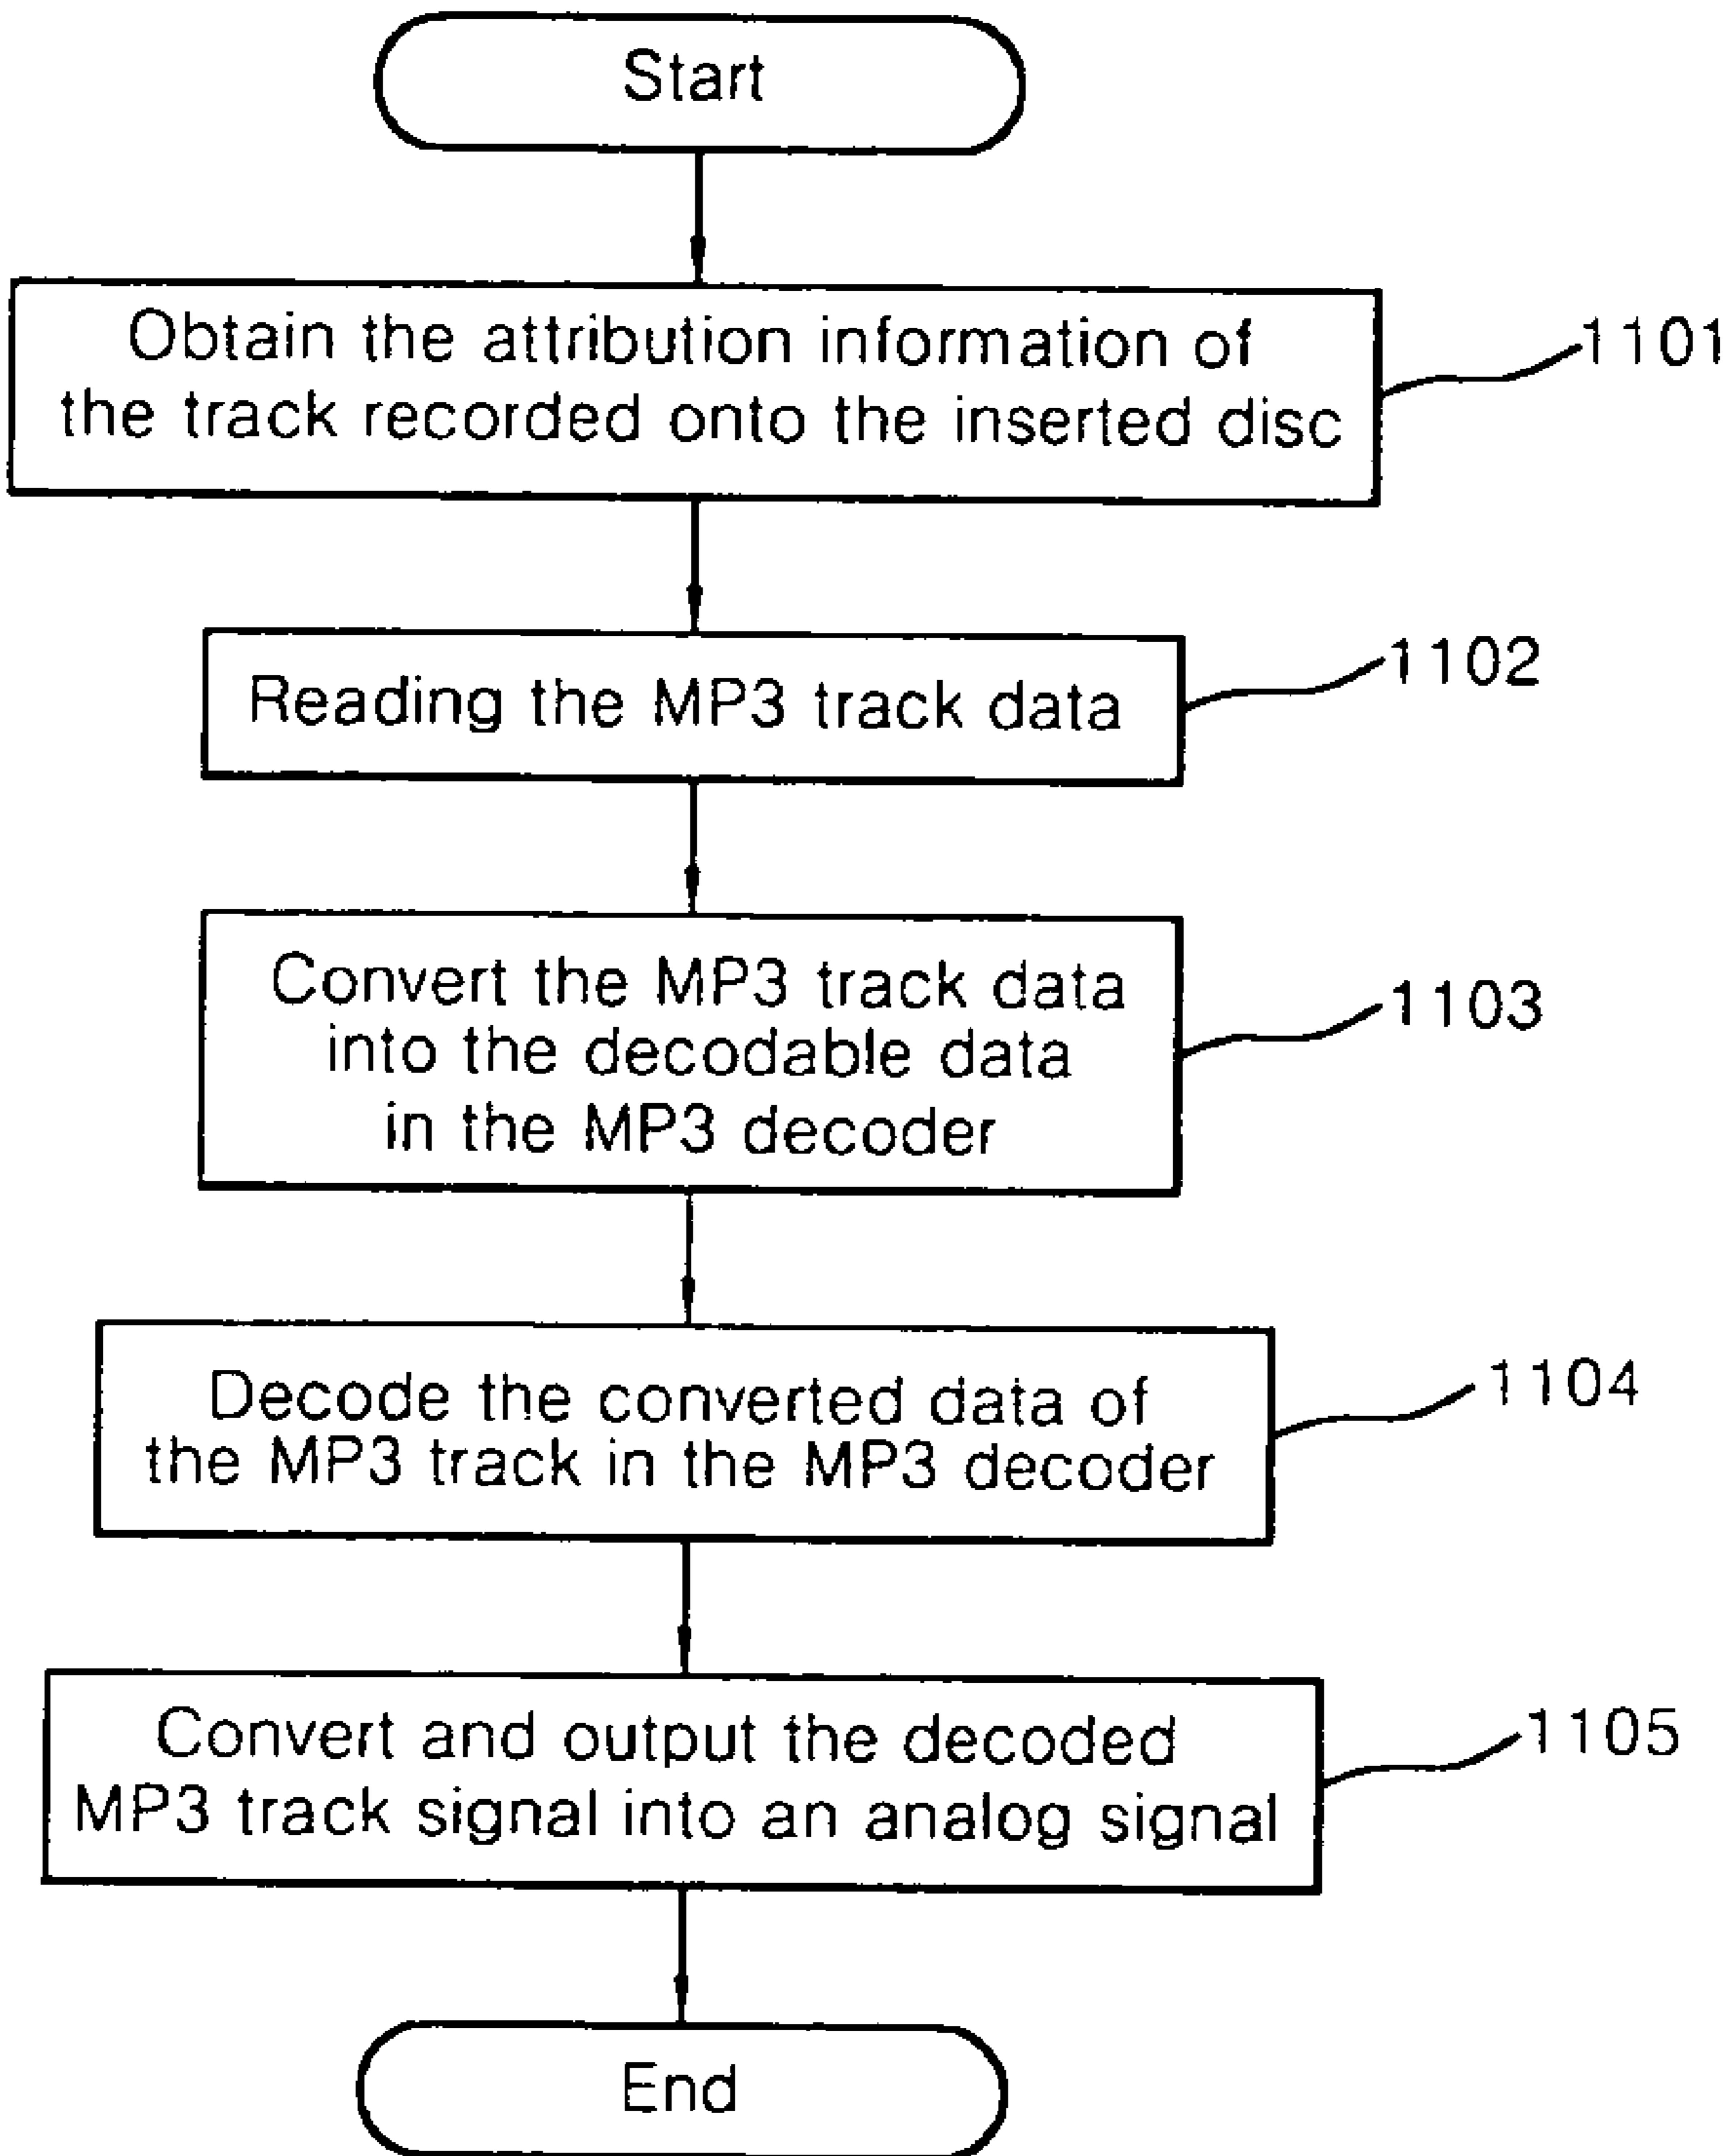 Start
Obtain the attribution information of
the track recorded onto the inserted disc
1101
Reading the MP3 track data
1102
Convert the MP3 track data
into the decodable data
in the MP3 decoder
1103
Decode the converted data of
the MP3 track in the MP3 decoder
1104
Convert and output the decoded
MP3 track signal into an analog signal
1105
End